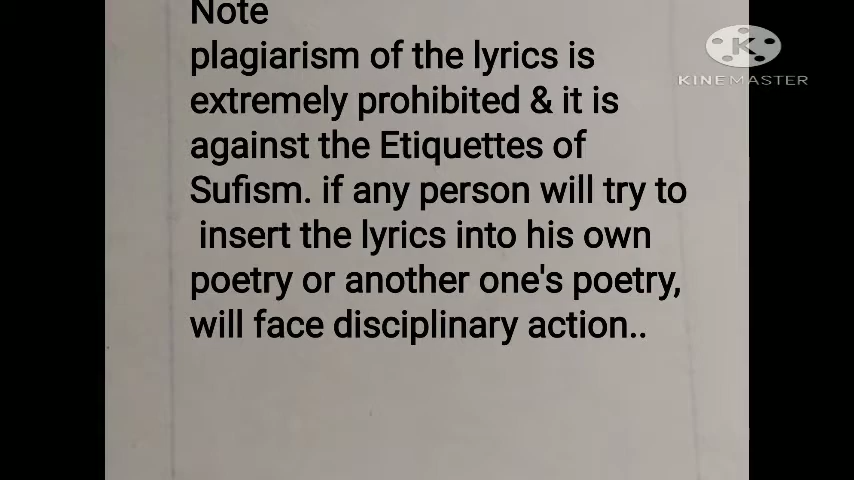 Note
plagiarism of the lyrics is
extremely prohibited & it is
against the Etiquettes of
Sufism. if any person will try to
insert the lyrics into his own
poetry or another one's poetry,
will face disciplinary action..
K
KINEMASTER